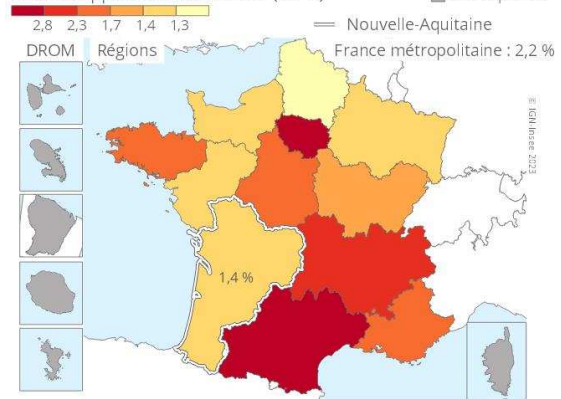 2,8 2,3 1,7 1,4 1,3
Nouvelle-Aquitaine
DROM Régions France métropolitaine : 2,2 %
© IGN-Insee 2023
1,4 %